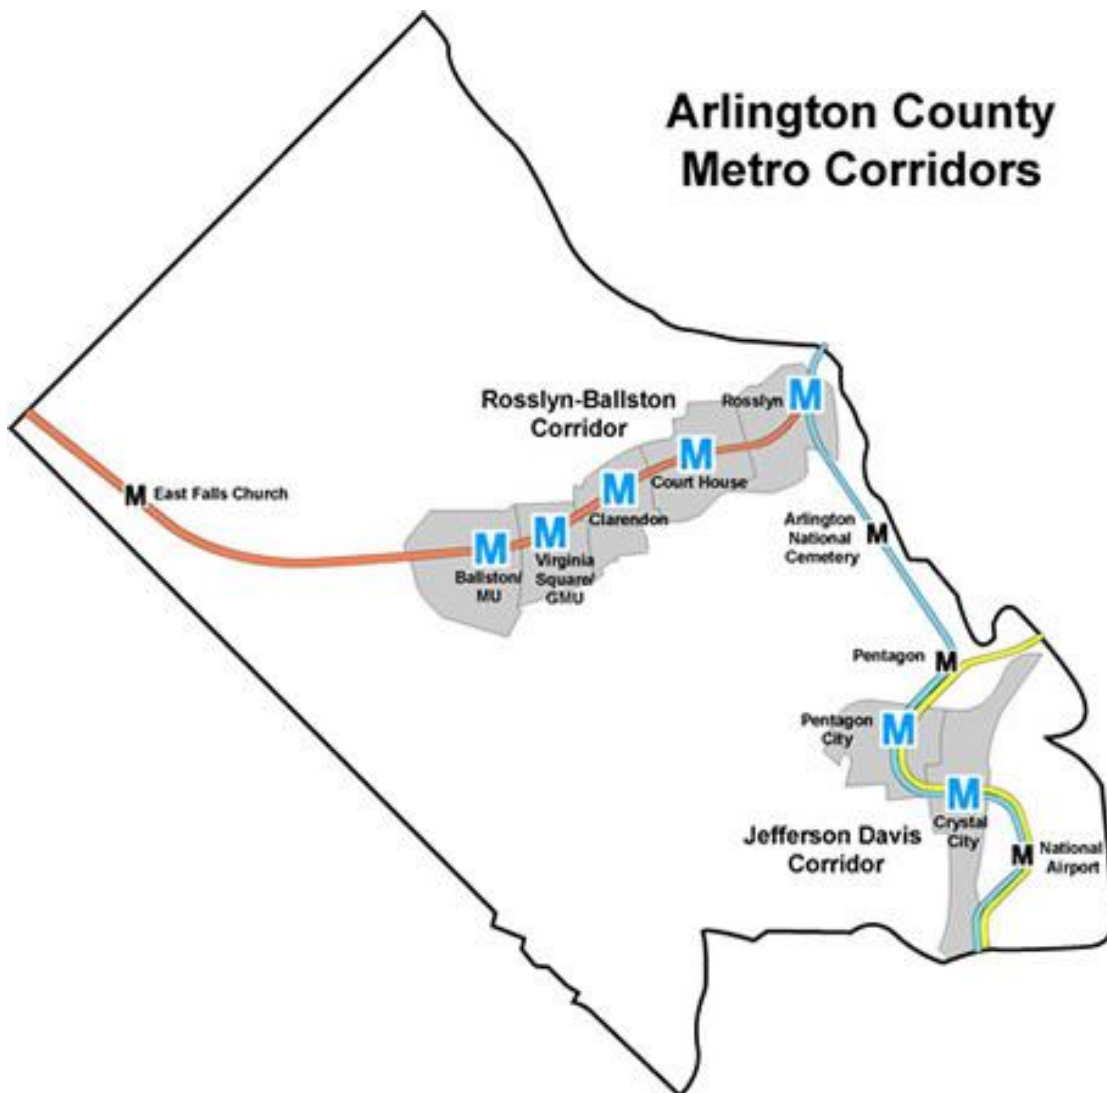 Arlington County
Metro Corridors
Rosslyn-Ballston
Corridor
Rosslyn
M
M
Court House
M
East Falls Church
M
Clarendon
M
Virginia
Square/
GMU
M
Ballston/
MU
Arlington
National
Cemetery
M
Pentagon
M
Pentagon
City
M
M
Crystal
City
Jefferson Davis
Corridor
M
National
Airport